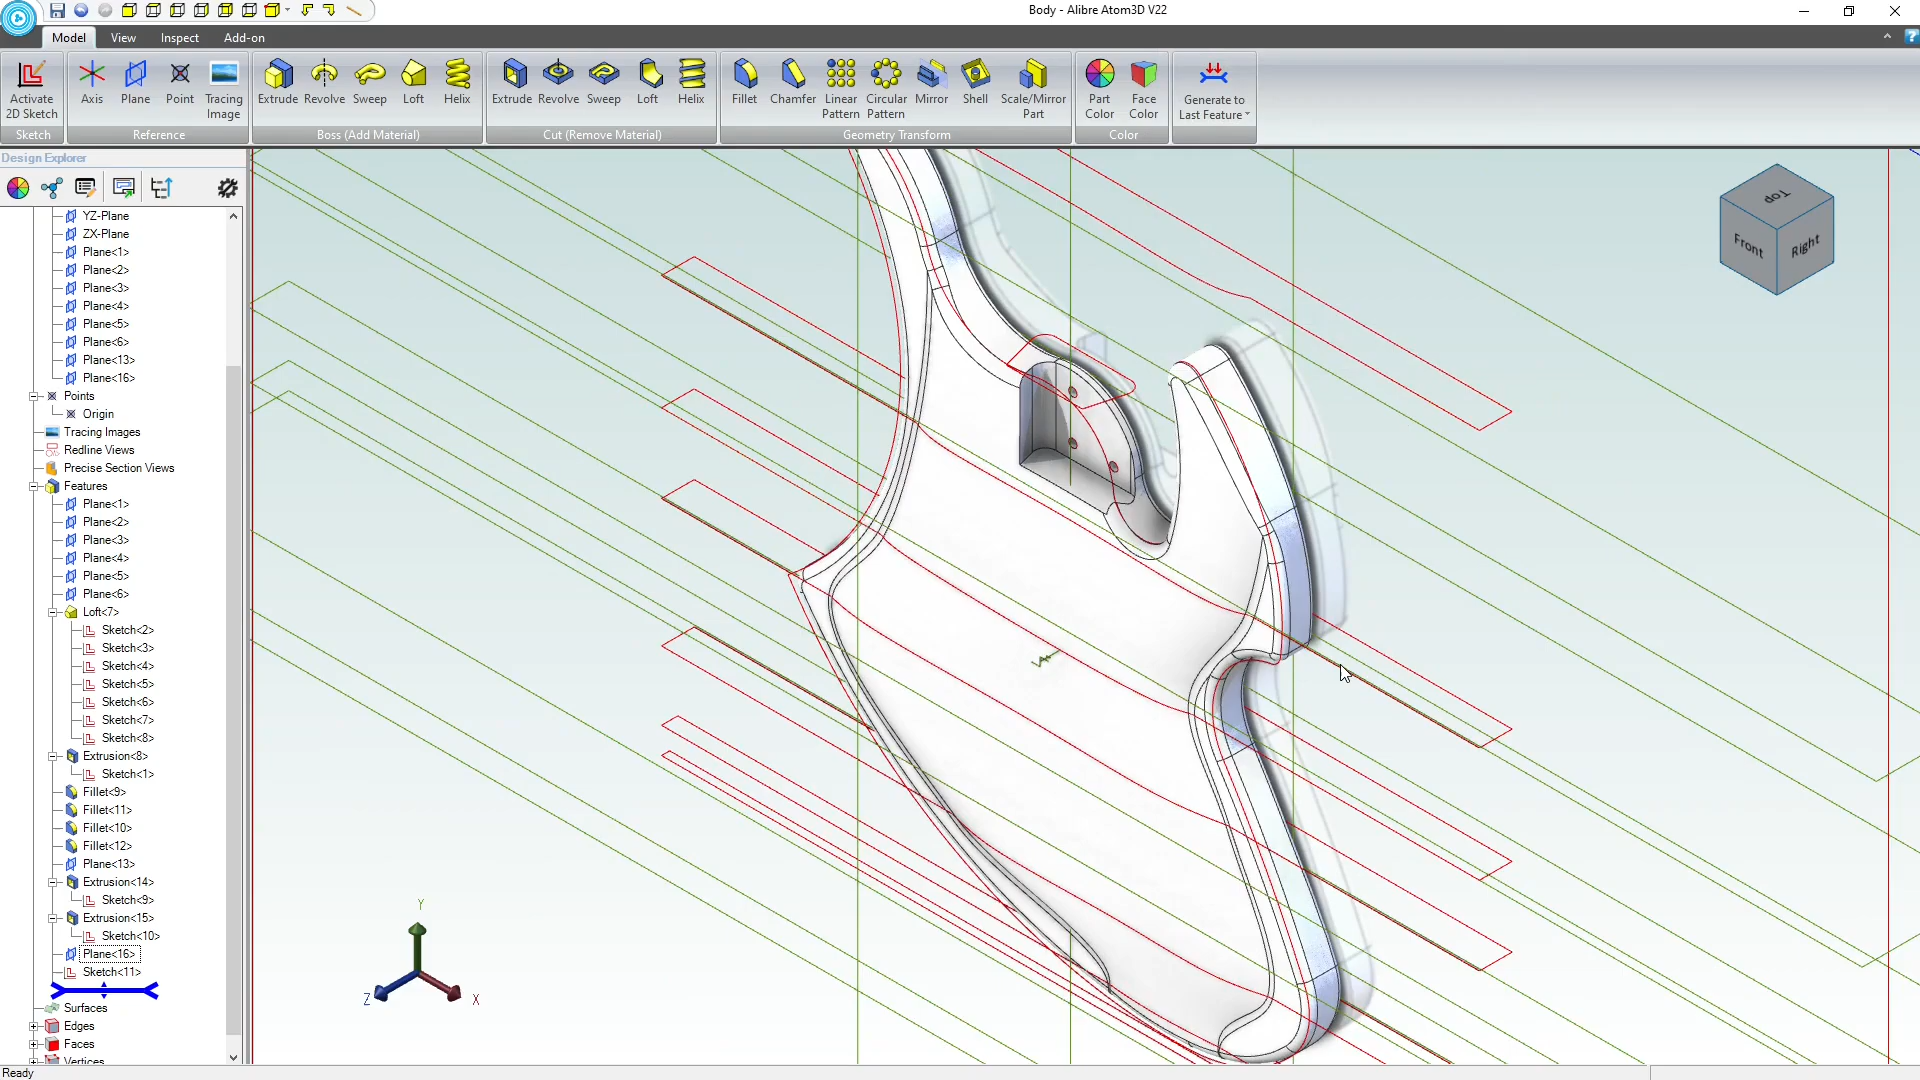 Body - Alibre Atom3D V22
Model View Inspect Add-on
Activate 2D Sketch
Axis Plane Point Tracing Image
Extrude Revolve Sweep Loft Helix
Extrude Revolve Sweep Loft Helix
Fillet Chamfer Linear Pattern Circular Pattern Mirror Shell Scale/Mirror Part
Part Color Face Color
Generate to Last Feature
Sketch Reference Boss (Add Material) Cut (Remove Material) Geometry Transform Color
Design Explorer
YZ-Plane
ZX-Plane
Plane<1>
Plane<2>
Plane<3>
Plane<4>
Plane<5>
Plane<6>
Plane<13>
Plane<16>
Points
Origin
Tracing Images
Redline Views
Precise Section Views
Features
Plane<1>
Plane<2>
Plane<3>
Plane<4>
Plane<5>
Plane<6>
Loft<7>
Sketch<2>
Sketch<3>
Sketch<4>
Sketch<5>
Sketch<6>
Sketch<7>
Sketch<8>
Extrusion<8>
Sketch<1>
Fillet<9>
Fillet<11>
Fillet<10>
Fillet<12>
Plane<13>
Extrusion<14>
Sketch<9>
Extrusion<15>
Sketch<10>
Plane<16>
Sketch<11>
Surfaces
Edges
Faces
Vertices
Top
Front Right
Y
Z X
Ready